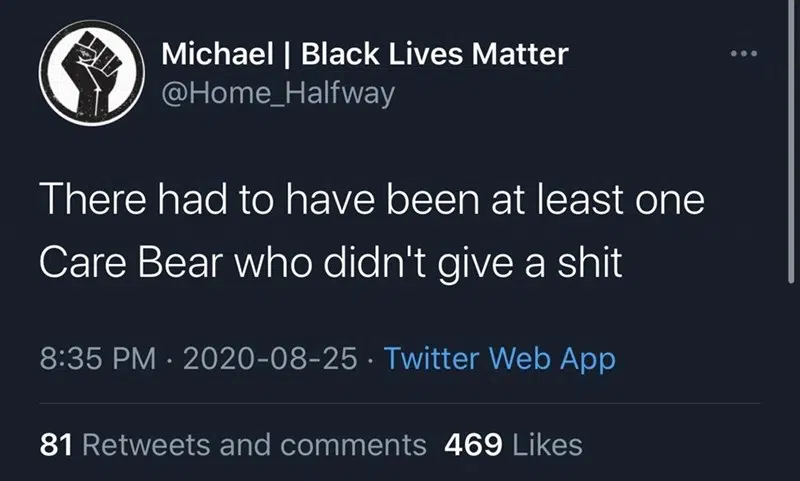 Michael | Black Lives Matter
@Home_Halfway
There had to have been at least one
Care Bear who didn't give a shit
8:35 PM · 2020-08-25 · Twitter Web App
81 Retweets and comments 469 Likes